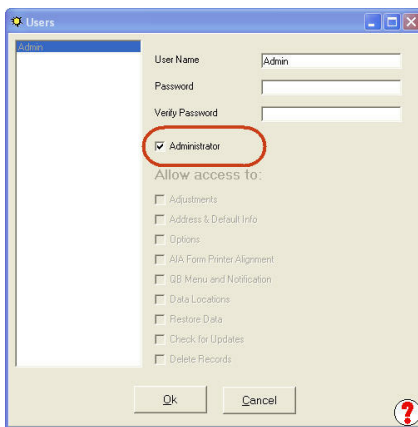 Users
Admin
User Name
Admin
Password
Verify Password
Administrator
Allow access to:
Adjustments
Address & Default Info
Options
AIA Form Printer Alignment
QB Menu and Notification
Data Locations
Restore Data
Check for Updates
Delete Records
Ok
Cancel
?